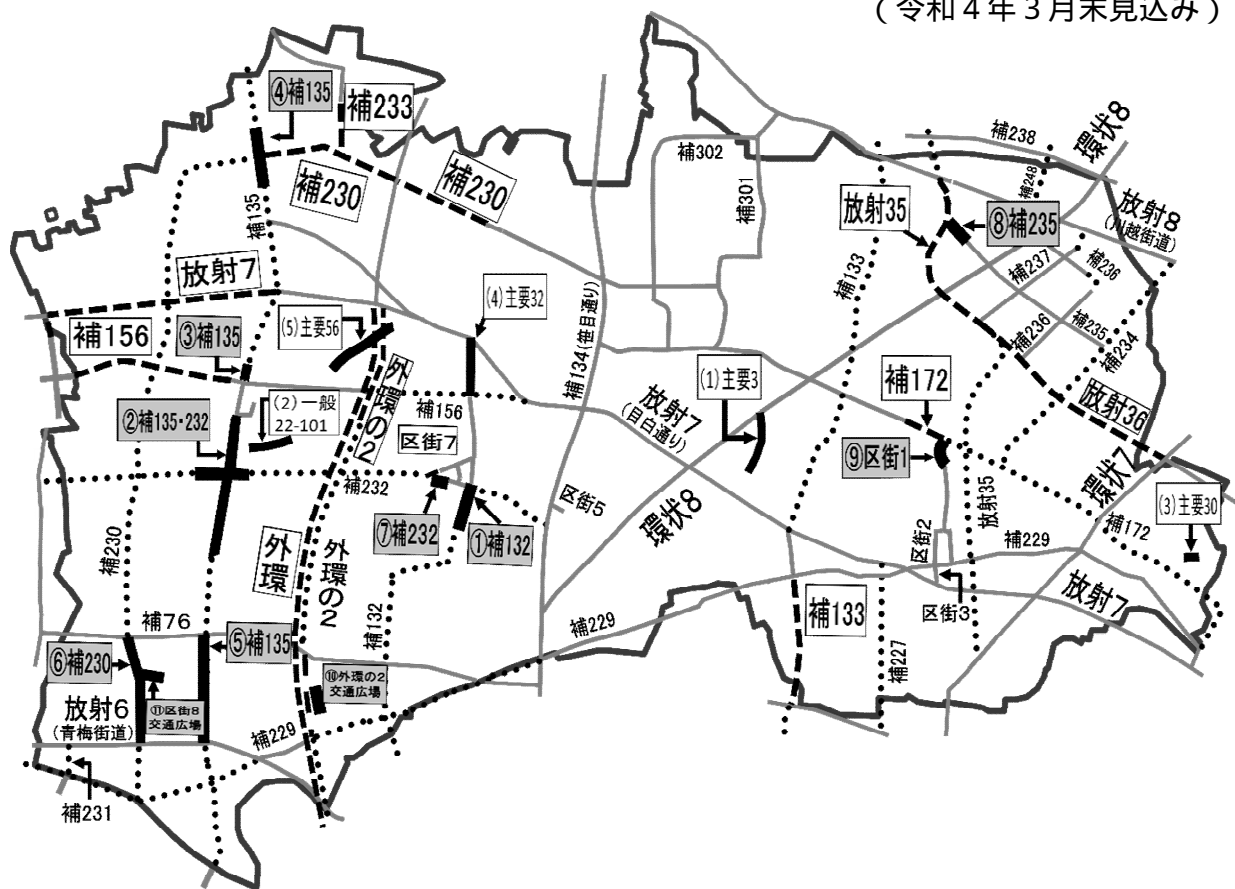 (令和4年3月末見込み)
④補135
補233
補238
環状8
補302
補230
補230
補248
補301
放射35
⑧補235
放射8
(川越街道)
補135
補133
補237
補236
放射7
(4)主要32
補134(笹目通り)
補235
補236
補234
補156
③補135
(5)主要56
外環の2
(1)主要3
補172
放射36
補156
放射7
(目白通り)
(2)一般
22-101
②補135・232
区街7
⑨区街1
環状7
補232
⑦補232
区街5
環状8
放射35
(3)主要30
①補132
補230
外環
外環の2
区街2
補229
補172
補132
区街3
放射7
補133
補76
⑤補135
補229
補227
⑥補230
⑩外環の2
交通広場
⑪区街8
交通広場
放射6
(青梅街道)
補229
補231